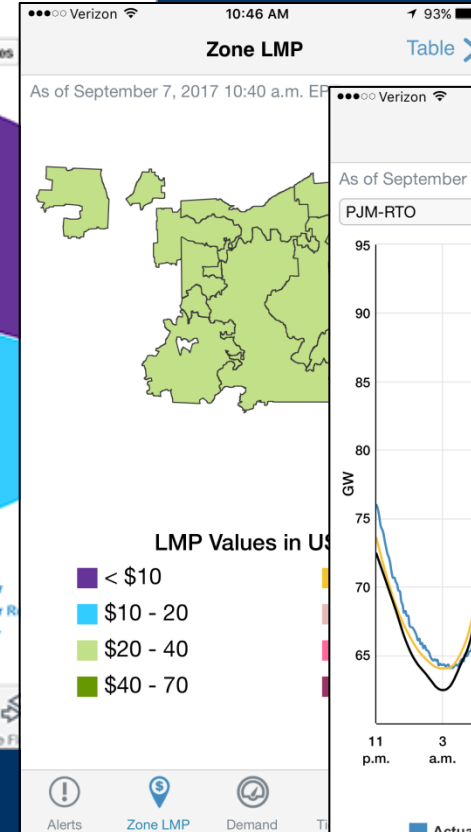 Verizon 10:46 AM 93%
Zone LMP
Table
As of September 7, 2017 10:40 a.m.
LMP Values in
< $10
$10 - 20
$20 - 40
$40 - 70
Alerts
Zone LMP
Demand
Verizon
As of September
PJM-RTO
95
90
85
80
GW
75
70
65
11
p.m.
3
a.m.